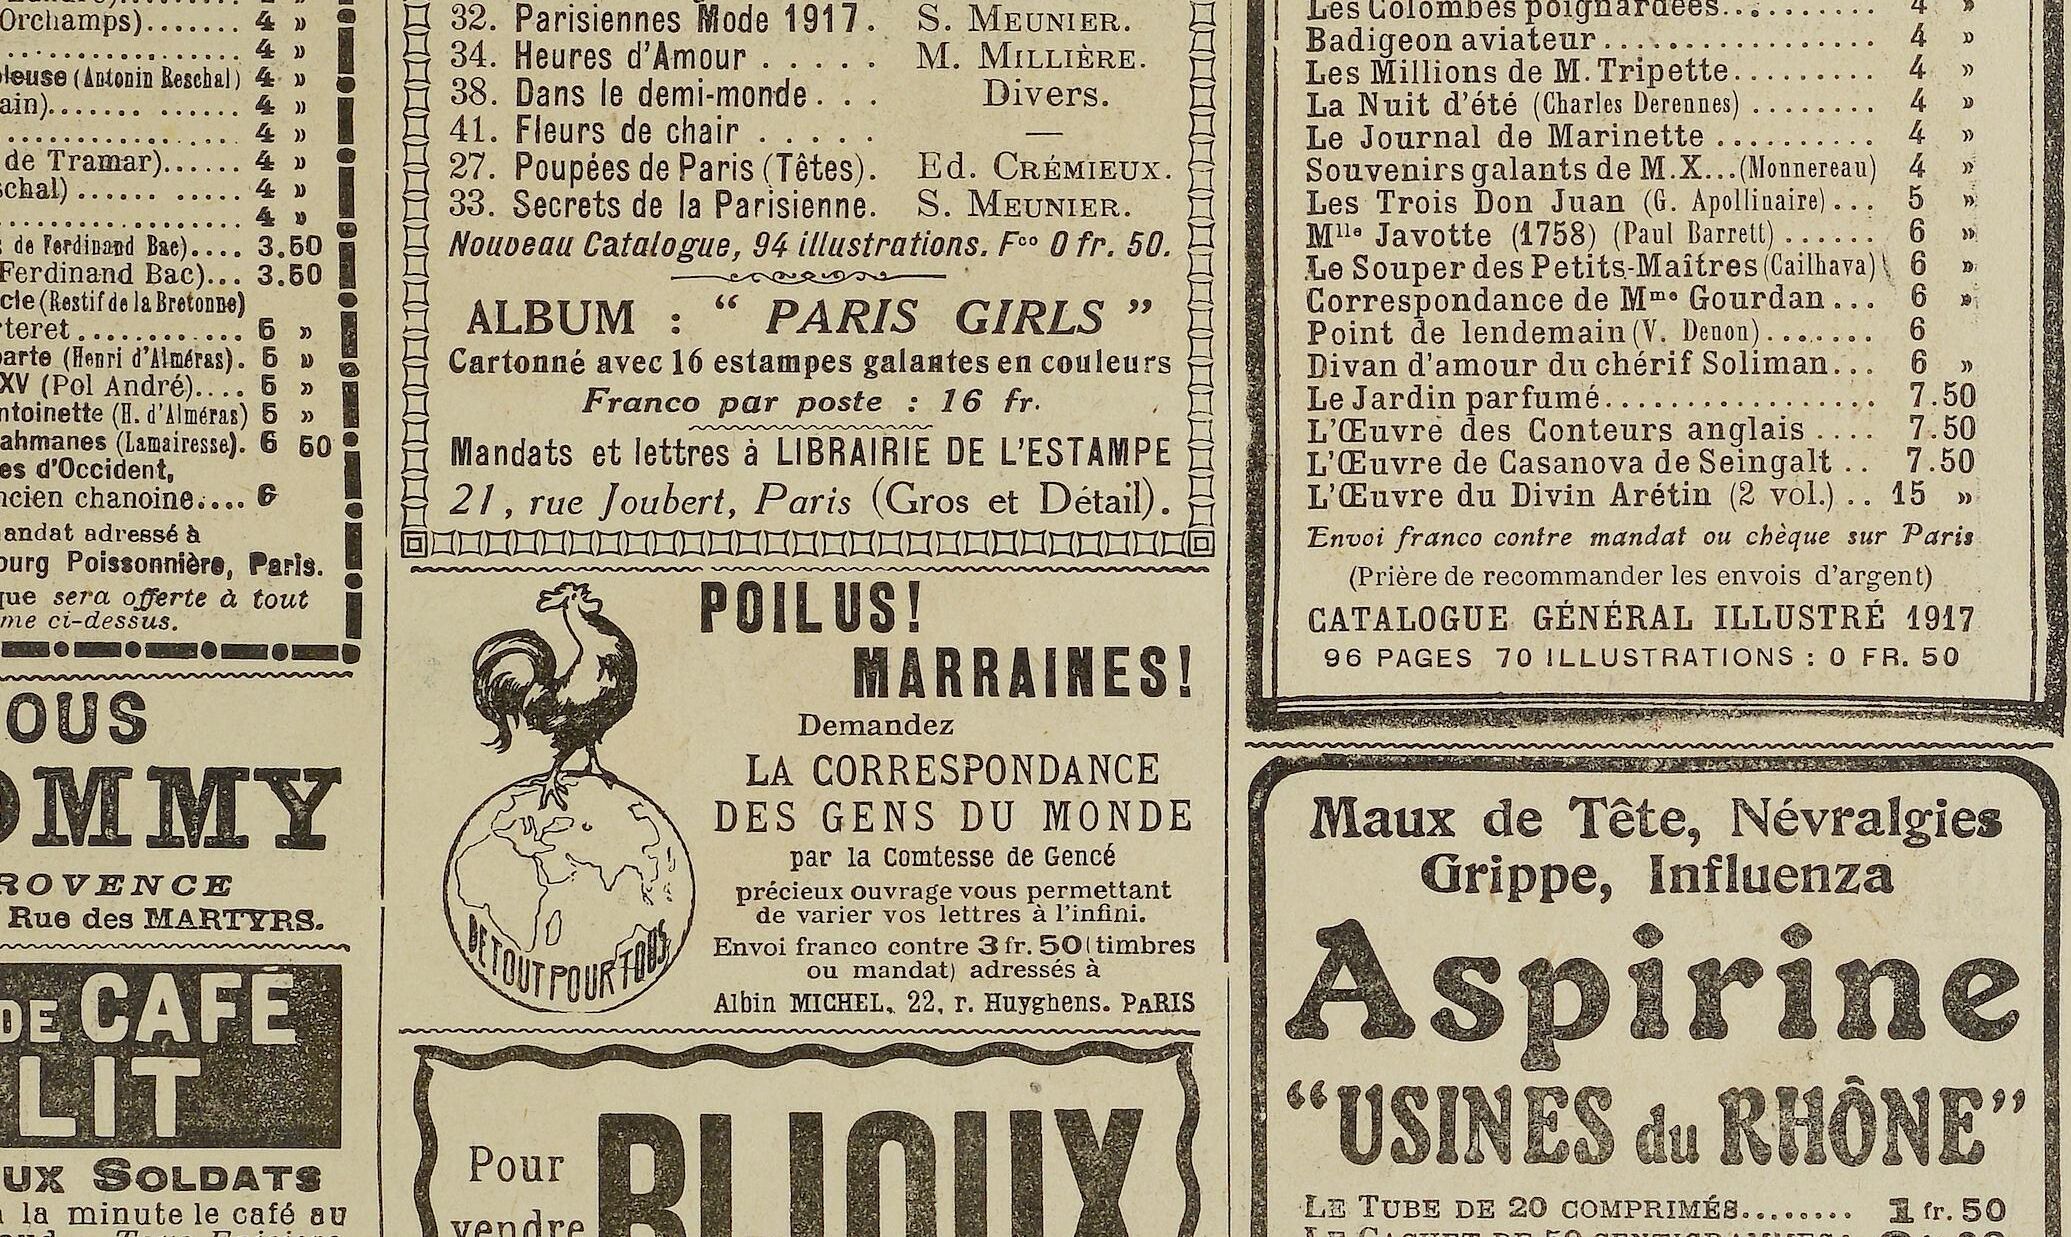 Orchamps)....... 4 »
................ 4 »
(Antonin Reschal) 4 »
ain)....... ...... 4 »
................ 4 »
de Tramar)...... 4 »
schal)...... ..... 4 »
................ 4 »
de Ferdinand Bac).... 3.50
Ferdinand Bac)... 3.50
cle (Restif de la Bretonne)
rteret............. 6 »
parte (Henri d'Alméras). 5 »
XV (Pol André).... 5 »
ntoinette (H. d'Alméras) 5 »
ahmanes (Lamairesse). 6 50
es d'Occident,
ncien chanoine.... 6
andat adressé à
ourg Poissonnière, Paris.
que sera offerte à tout
me ci-dessus.
OUS
OMMY
ROVENCE
Rue des MARTYRS.
DE CAFÉ
LIT
UX SOLDATS
à la minute le café au
32. Parisiennes Mode 1917. S. MEUNIER.
34. Heures d'Amour . . . . . M. MILLIÈRE.
38. Dans le demi-monde . . . Divers.
41. Fleurs de chair . . . . . —
27. Poupées de Paris (Têtes). Ed. CRÉMIEUX.
33. Secrets de la Parisienne. S. MEUNIER.
Nouveau Catalogue, 94 illustrations. Fco 0 fr. 50.
ALBUM : “ PARIS GIRLS ”
Cartonné avec 16 estampes galantes en couleurs
Franco par poste : 16 fr.
Mandats et lettres à LIBRAIRIE DE L'ESTAMPE
21, rue Joubert, Paris (Gros et Détail).
POILUS!
MARRAINES!
Demandez
LA CORRESPONDANCE
DES GENS DU MONDE
par la Comtesse de Gencé
précieux ouvrage vous permettant
de varier vos lettres à l'infini.
Envoi franco contre 3 fr. 50 (timbres
ou mandat) adressés à
Albin MICHEL, 22, r. Huyghens. PARIS
DE TOUT POUR TOUS
Pour
vendre
BIJOUX
Les Colombes poignardées........... 4 »
Badigeon aviateur................. 4 »
Les Millions de M. Tripette......... 4 »
La Nuit d'été (Charles Derennes) ........ 4 »
Le Journal de Marinette .......... 4 »
Souvenirs galants de M. X...(Monnereau) 4 »
Les Trois Don Juan (G. Apollinaire)... 5 »
Mlle Javotte (1758) (Paul Barrett)...... 6 »
Le Souper des Petits-Maîtres (Cailhava) 6 »
Correspondance de Mme Gourdan... 6 »
Point de lendemain (V. Denon)....... 6
Divan d'amour du chérif Soliman... 6 »
Le Jardin parfumé................. 7.50
L'Œuvre des Conteurs anglais .... 7.50
L'Œuvre de Casanova de Seingalt .. 7.50
L'Œuvre du Divin Arétin (2 vol.).. 15 »
Envoi franco contre mandat ou chèque sur Paris
(Prière de recommander les envois d'argent)
CATALOGUE GÉNÉRAL ILLUSTRÉ 1917
96 PAGES 70 ILLUSTRATIONS : 0 FR. 50
Maux de Tête, Névralgies
Grippe, Influenza
Aspirine
“USINES du RHÔNE”
LE TUBE DE 20 COMPRIMÉS........ 1 fr. 50